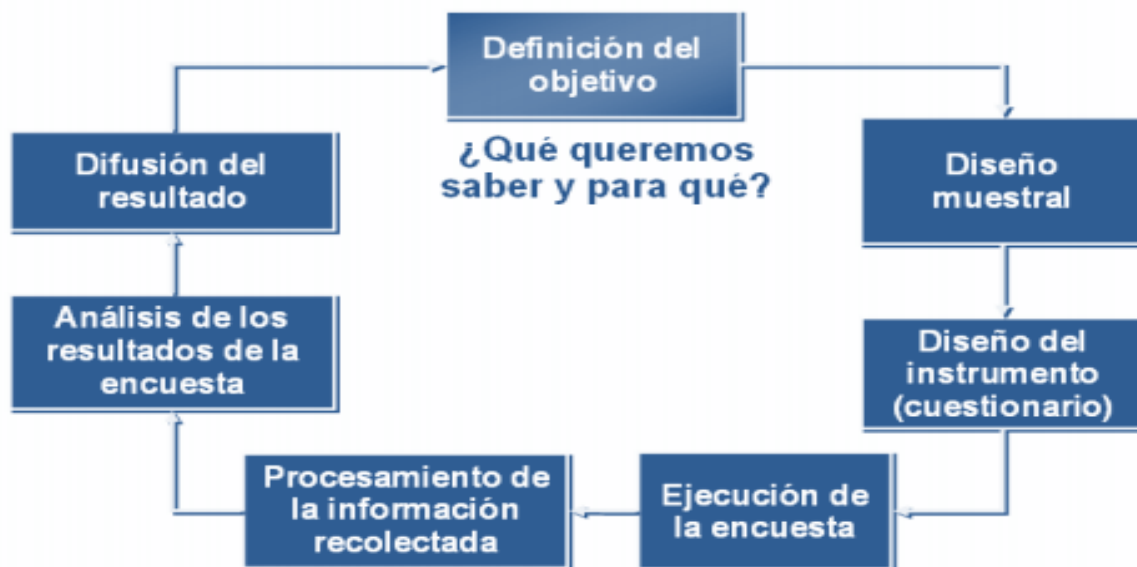 Definición del
objetivo
¿Qué queremos
saber y para qué?
Diseño
muestral
Diseño del
instrumento
(cuestionario)
Ejecución de
la encuesta
Procesamiento de
la información
recolectada
Análisis de los
resultados de la
encuesta
Difusión del
resultado